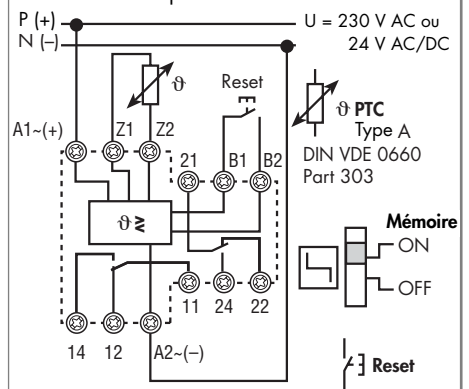 P (+)
U = 230 V AC ou
N (–)
24 V AC/DC
ϑ
Reset
ϑ PTC
Type A
DIN VDE 0660
Part 303
A1~(+) Z1 Z2
21 B1 B2
ϑ ≷
Mémoire
ON
OFF
11 24 22
14 12 A2~(–)
Reset